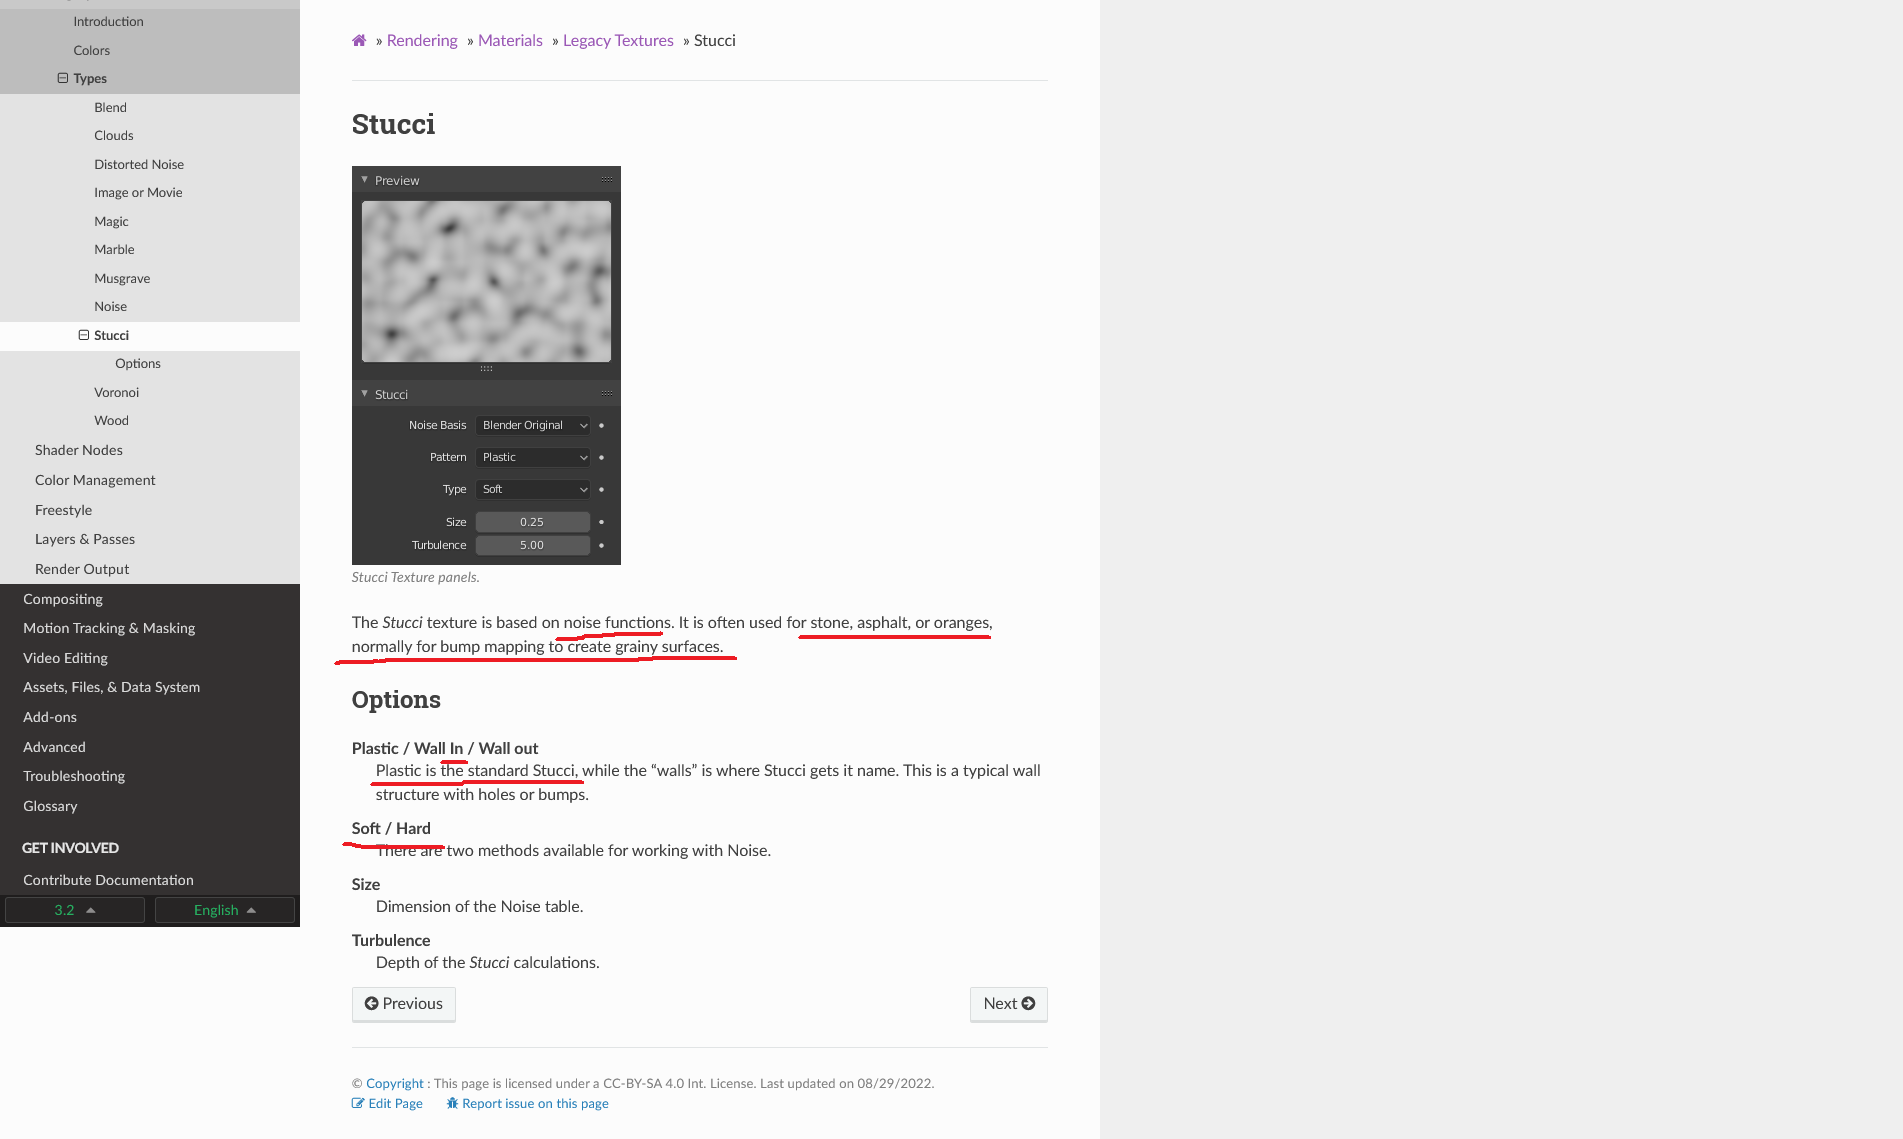 Introduction
Colors
Types
Blend
Clouds
Distorted Noise
Image or Movie
Magic
Marble
Musgrave
Noise
Stucci
Options
Voronoi
Wood
Shader Nodes
Color Management
Freestyle
Layers & Passes
Render Output
Compositing
Motion Tracking & Masking
Video Editing
Assets, Files, & Data System
Add-ons
Advanced
Troubleshooting
Glossary
GET INVOLVED
Contribute Documentation
3.2 English
» Rendering » Materials » Legacy Textures » Stucci
Stucci
Preview
Stucci
Noise Basis Blender Original
Pattern Plastic
Type Soft
Size 0.25
Turbulence 5.00
Stucci Texture panels.
The Stucci texture is based on noise functions. It is often used for stone, asphalt, or oranges,
normally for bump mapping to create grainy surfaces.
Options
Plastic / Wall In / Wall out
Plastic is the standard Stucci, while the “walls” is where Stucci gets it name. This is a typical wall
structure with holes or bumps.
Soft / Hard
There are two methods available for working with Noise.
Size
Dimension of the Noise table.
Turbulence
Depth of the Stucci calculations.
Previous Next
© Copyright : This page is licensed under a CC-BY-SA 4.0 Int. License. Last updated on 08/29/2022.
Edit Page Report issue on this page